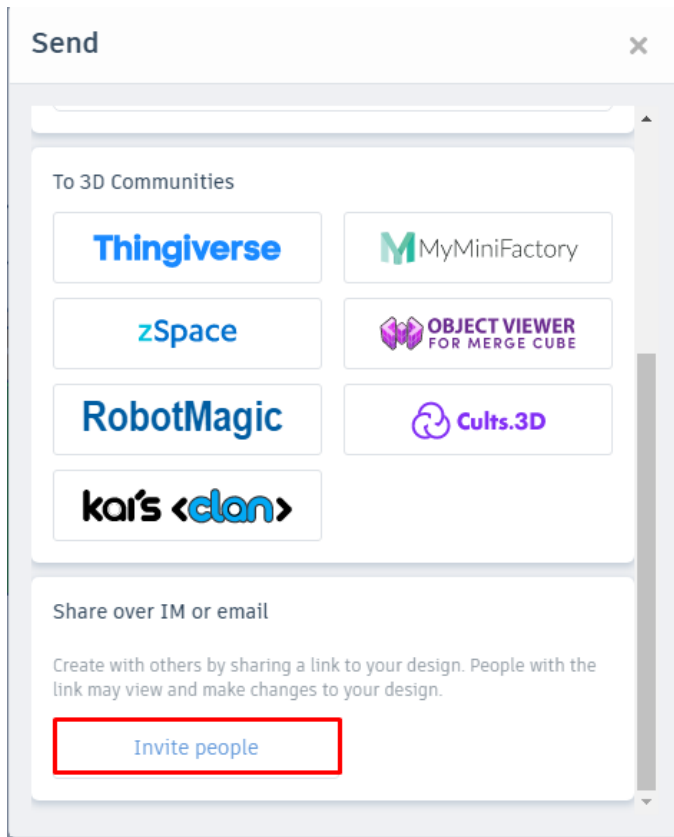 Send
To 3D Communities
Thingiverse
MyMiniFactory
zSpace
OBJECT VIEWER
FOR MERGE CUBE
RobotMagic
Cults.3D
kai's <clan>
Share over IM or email
Create with others by sharing a link to your design. People with the
link may view and make changes to your design.
Invite people